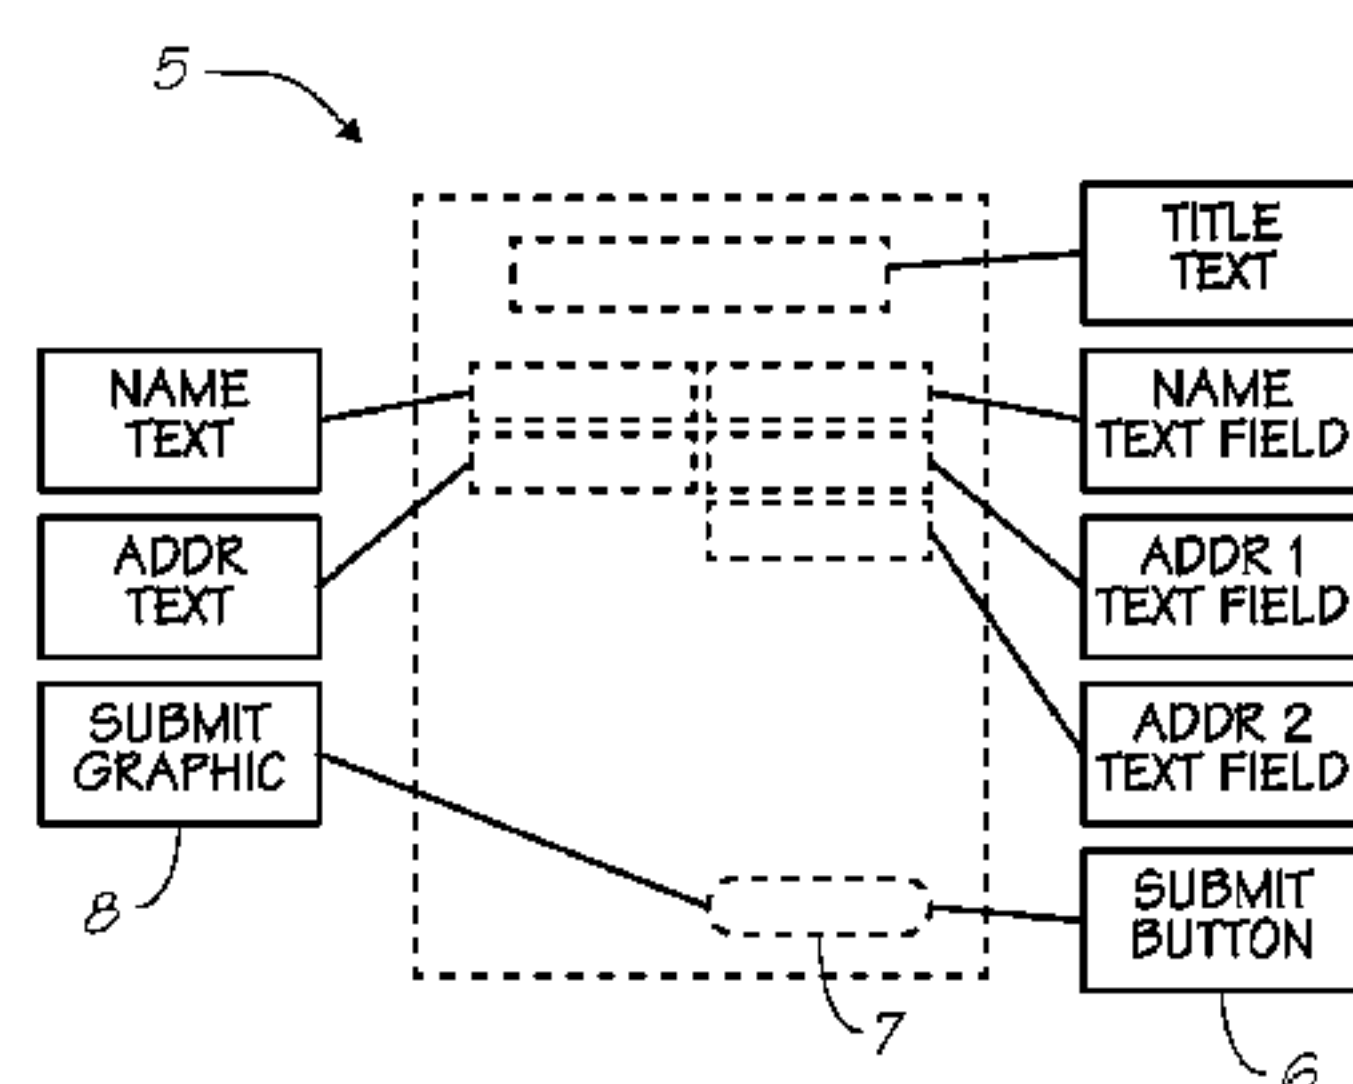 5
TITLE
TEXT
NAME
TEXT
NAME
TEXT FIELD
ADDR
TEXT
ADDR 1
TEXT FIELD
SUBMIT
GRAPHIC
ADDR 2
TEXT FIELD
8
SUBMIT
BUTTON
7
6